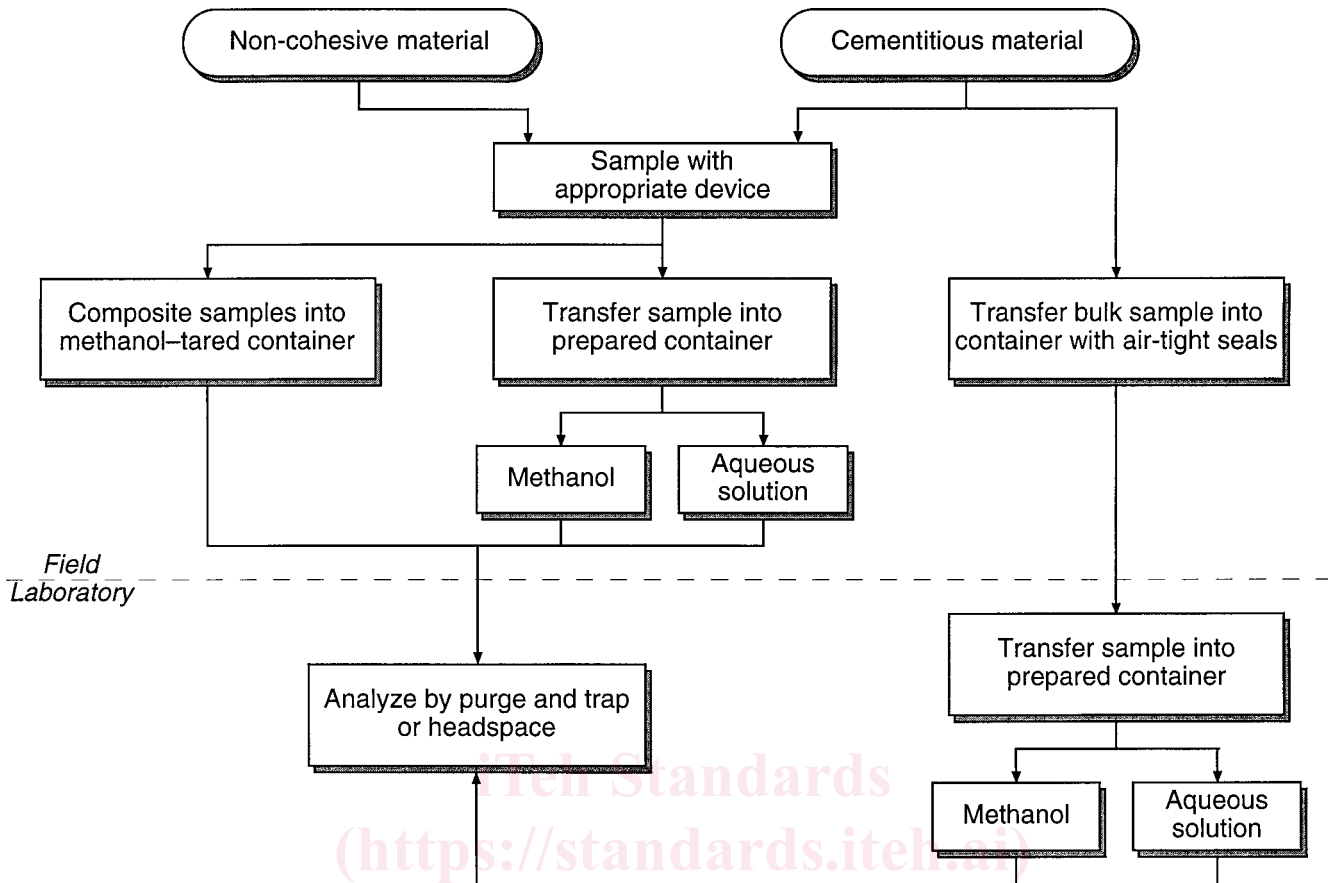 Non-cohesive material
Cementitious material
Sample with
appropriate device
Composite samples into
methanol–tared container
Transfer sample into
prepared container
Transfer bulk sample into
container with air-tight seals
Methanol
Aqueous
solution
Field
Laboratory
Analyze by purge and trap
or headspace
Transfer sample into
prepared container
Methanol
Aqueous
solution
iTeh Standards
(https://standards.iteh.ai)